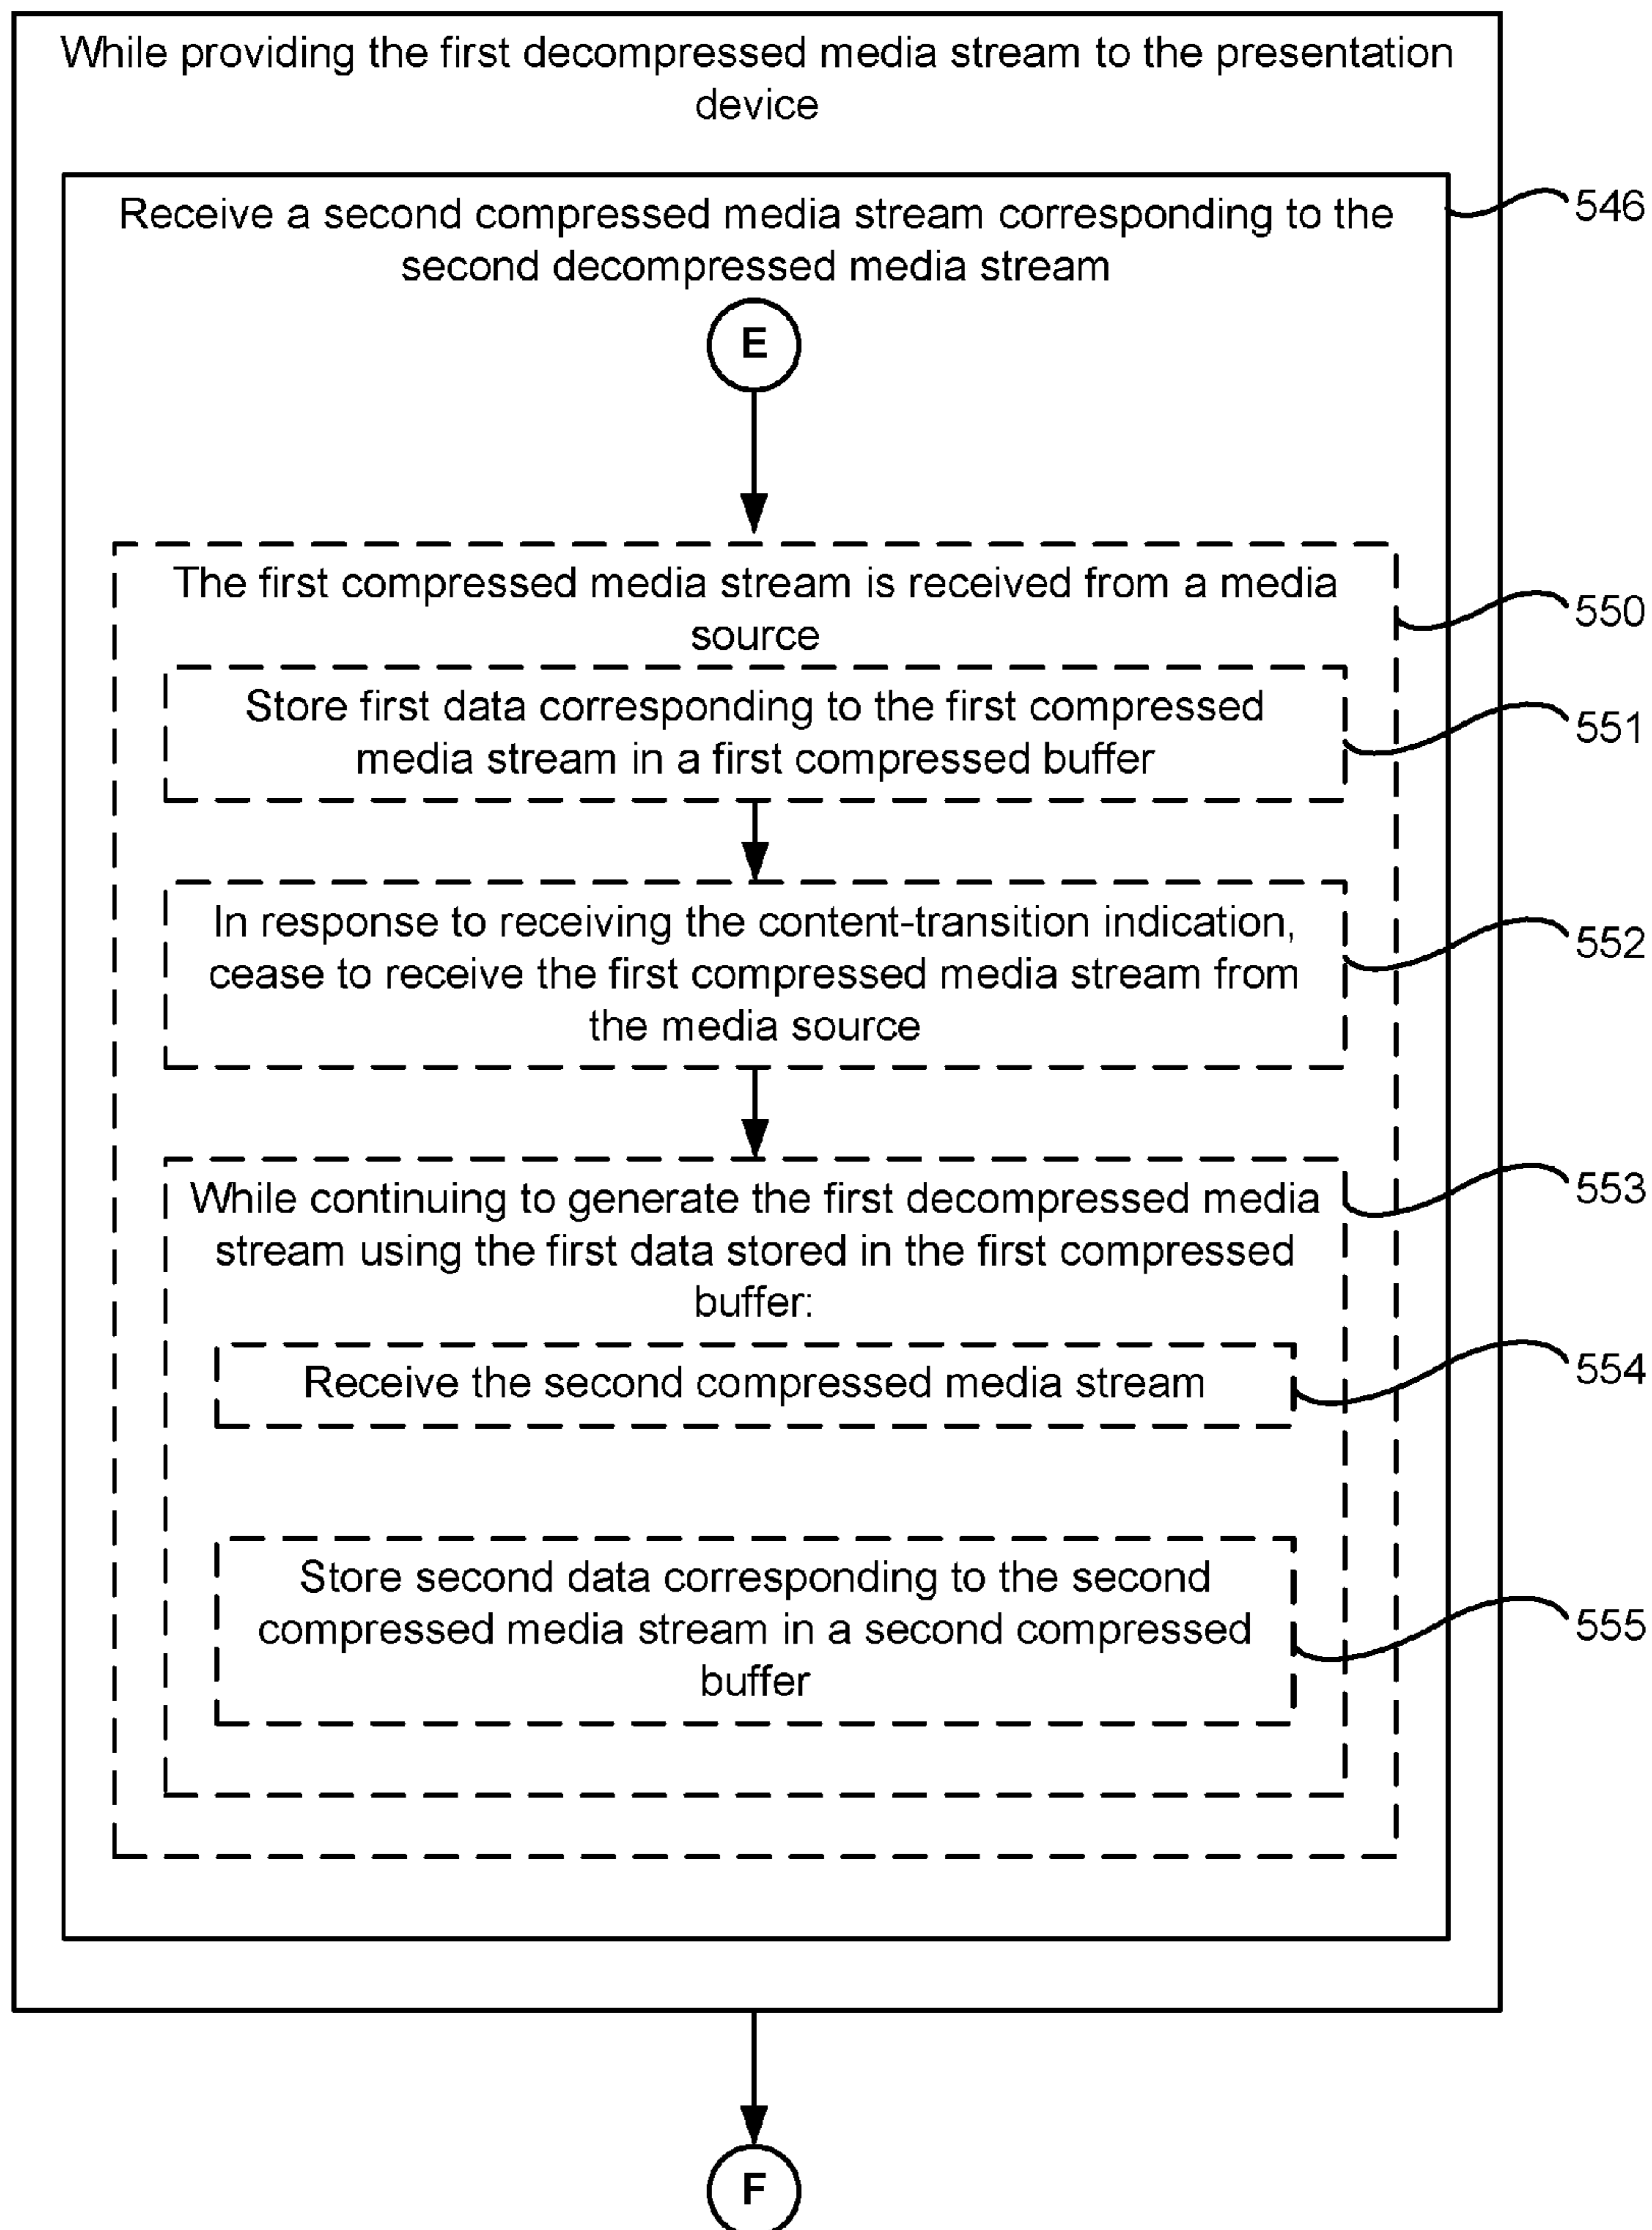 While providing the first decompressed media stream to the presentation
device
Receive a second compressed media stream corresponding to the
second decompressed media stream
546
E
The first compressed media stream is received from a media
source
550
Store first data corresponding to the first compressed
media stream in a first compressed buffer
551
In response to receiving the content-transition indication,
cease to receive the first compressed media stream from
the media source
552
While continuing to generate the first decompressed media
stream using the first data stored in the first compressed
buffer:
553
Receive the second compressed media stream
554
Store second data corresponding to the second
compressed media stream in a second compressed
buffer
555
F